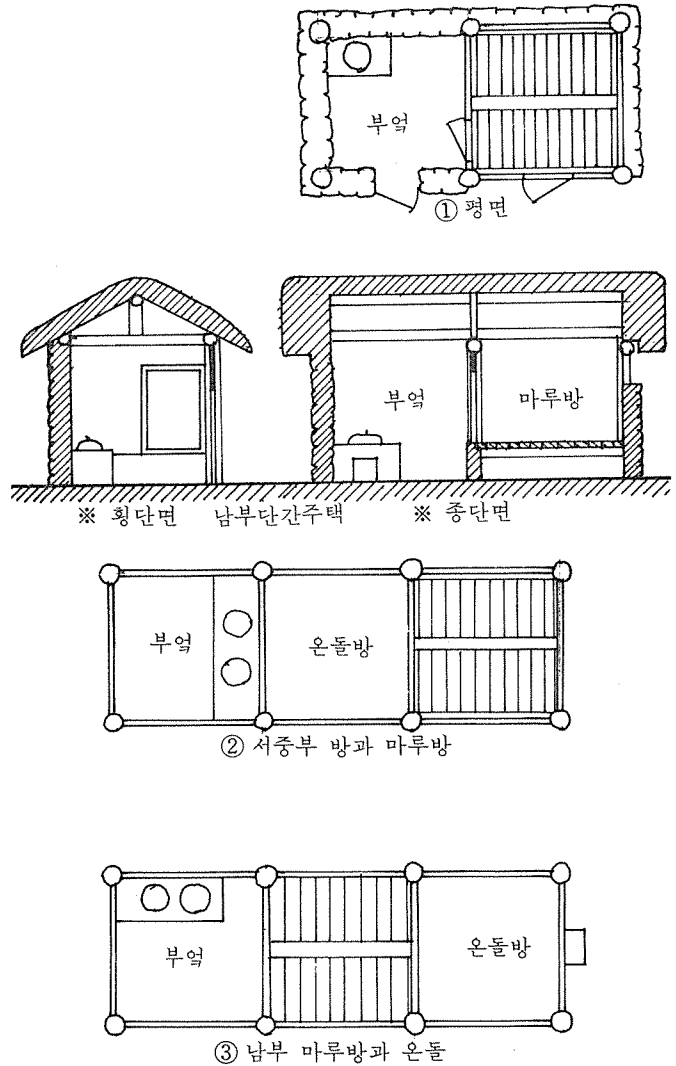 부엌
① 평면
부엌
마루방
※ 횡단면 남부단간주택 ※ 종단면
부엌
온돌방
② 서중부 방과 마루방
부엌
온돌방
③ 남부 마루방과 온돌